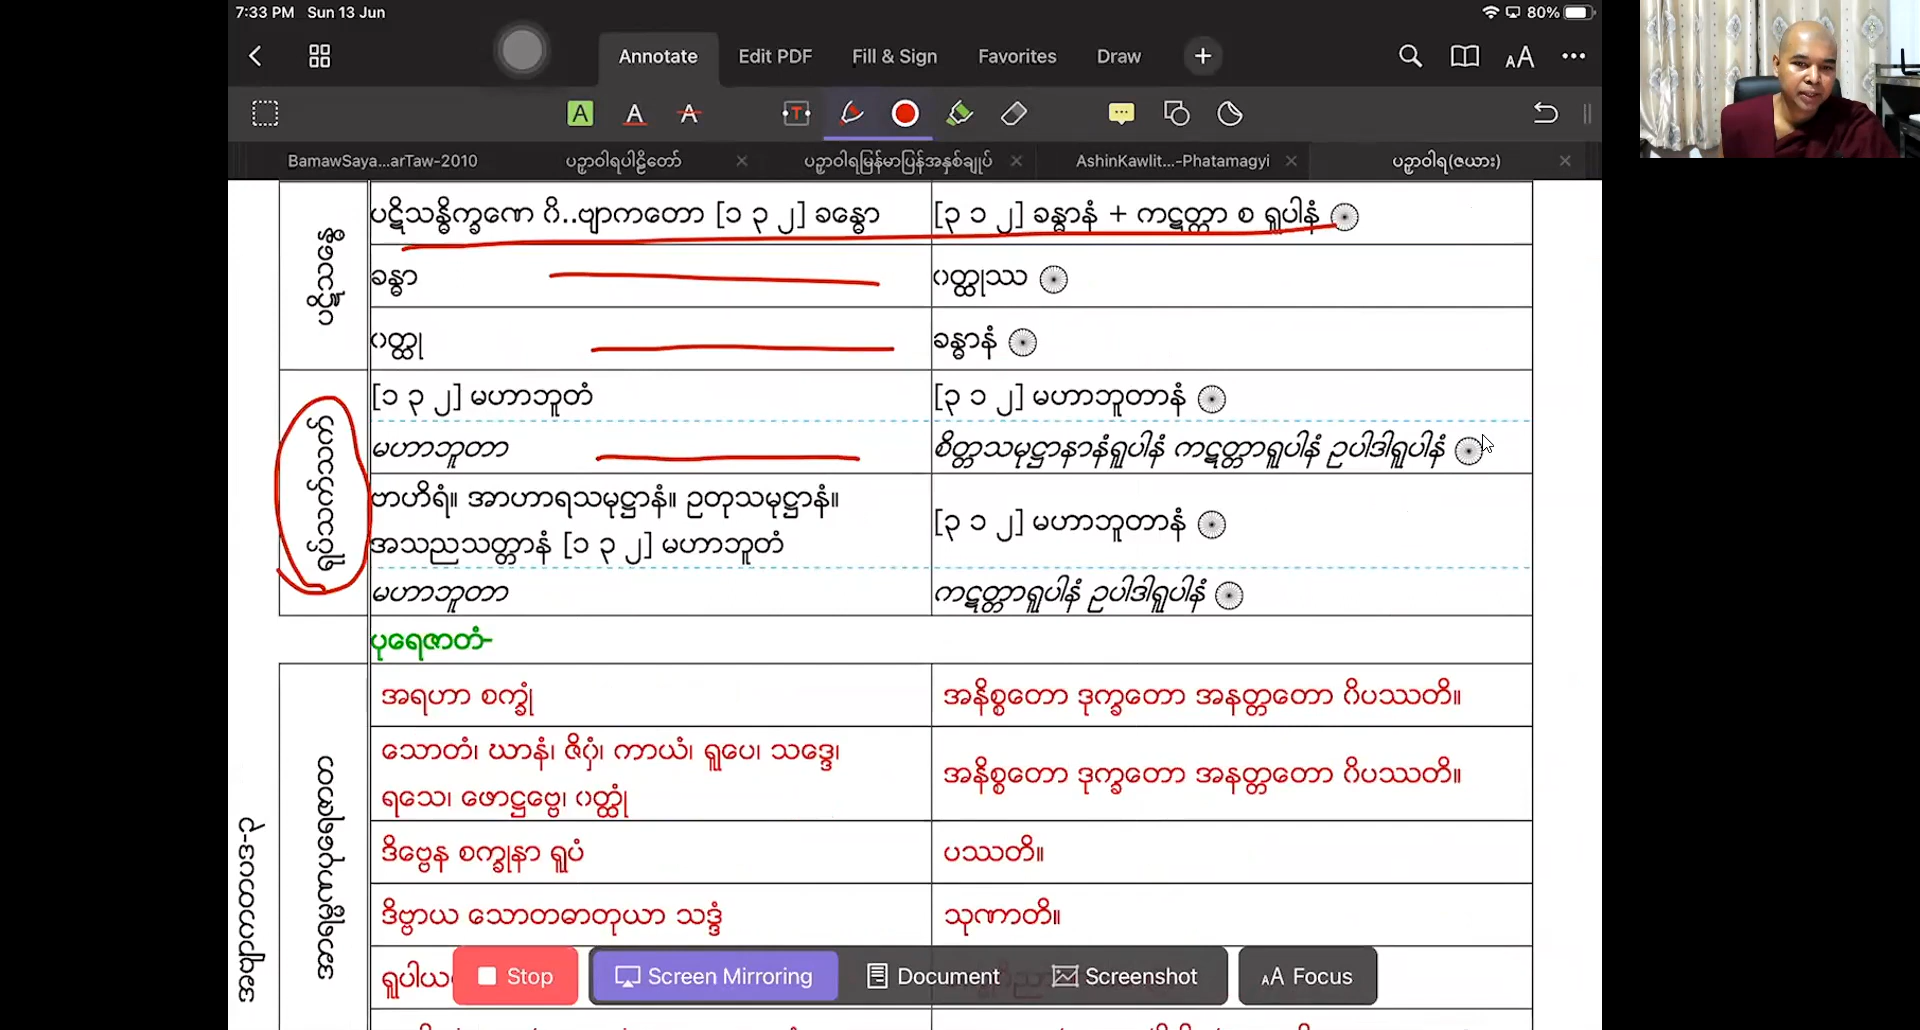 7:33 PM Sun 13 Jun
80%
Annotate Edit PDF Fill & Sign Favorites Draw
BamawSaya...arTaw-2010 ပဉှာဝါရပါဠိတော် ပဉှာဝါရမြန်မာပြန်အနှစ်ချုပ် AshinKawlit...-Phatamagyi ပဉှာဝါရ(ဇယား)
ပဋိသန္ဓိက္ခဏေ ဝိ..ဗျာကတော [၁ ၃ ၂] ခန္ဓော [၃ ၁ ၂] ခန္ဓာနံ + ကဋတ္တာ စ ရူပါနံ
ခန္ဓာ ဝတ္ထုဿ
ဝတ္ထု ခန္ဓာနံ
[၁ ၃ ၂] မဟာဘူတံ [၃ ၁ ၂] မဟာဘူတာနံ
မဟာဘူတာ စိတ္တသမုဋ္ဌာနာနံရူပါနံ ကဋတ္တာရူပါနံ ဥပါဒါရူပါနံ
ဗာဟိရံ။ အာဟာရသမုဋ္ဌာနံ။ ဥတုသမုဋ္ဌာနံ။
အသညသတ္တာနံ [၁ ၃ ၂] မဟာဘူတံ [၃ ၁ ၂] မဟာဘူတာနံ
မဟာဘူတာ ကဋတ္တာရူပါနံ ဥပါဒါရူပါနံ
ပုရေဇာတံ-
အရဟာ စက္ခုံ အနိစ္စတော ဒုက္ခတော အနတ္တတော ဝိပဿတိ။
သောတံ၊ ဃာနံ၊ ဇိဝှံ၊ ကာယံ၊ ရူပေ၊ သဒ္ဒေ၊
ရသေ၊ ဖောဋ္ဌဗ္ဗေ၊ ဝတ္ထုံ အနိစ္စတော ဒုက္ခတော အနတ္တတော ဝိပဿတိ။
ဒိဗ္ဗေန စက္ခုနာ ရူပံ ပဿတိ။
ဒိဗ္ဗာယ သောတဓာတုယာ သဒ္ဒံ သုဏာတိ။
ရူပါယ
Stop Screen Mirroring Document Screenshot Focus